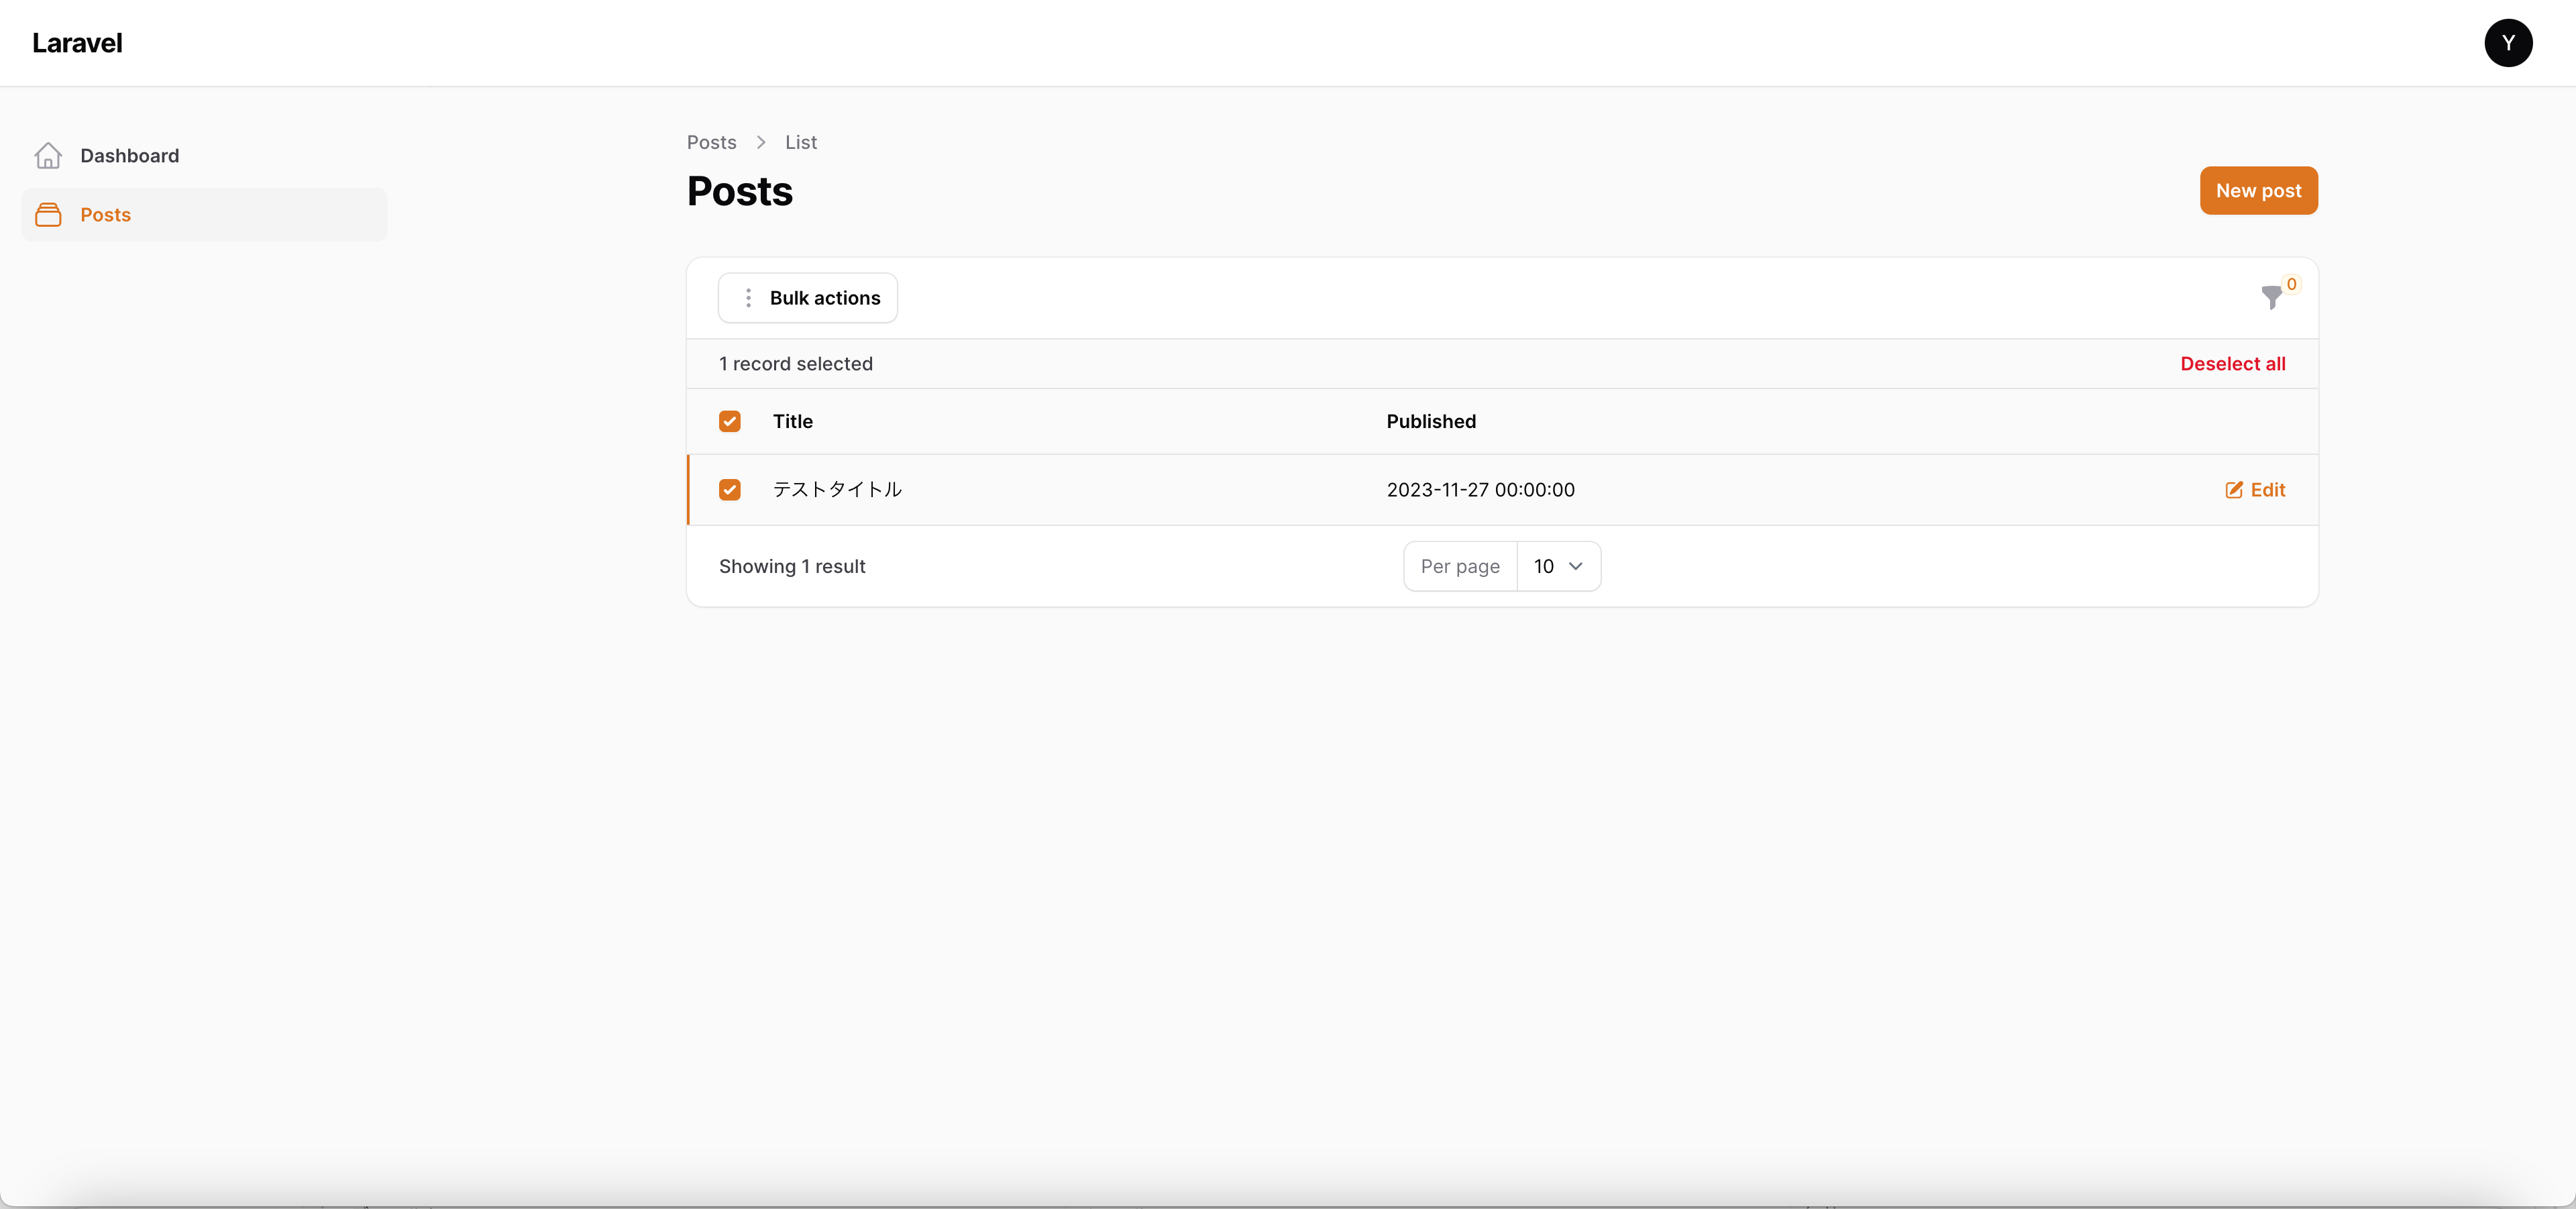 Laravel
Y
Dashboard
Posts
Posts > List
Posts
New post
Bulk actions
0
1 record selected
Deselect all
Title Published
テストタイトル 2023-11-27 00:00:00 Edit
Showing 1 result
Per page 10